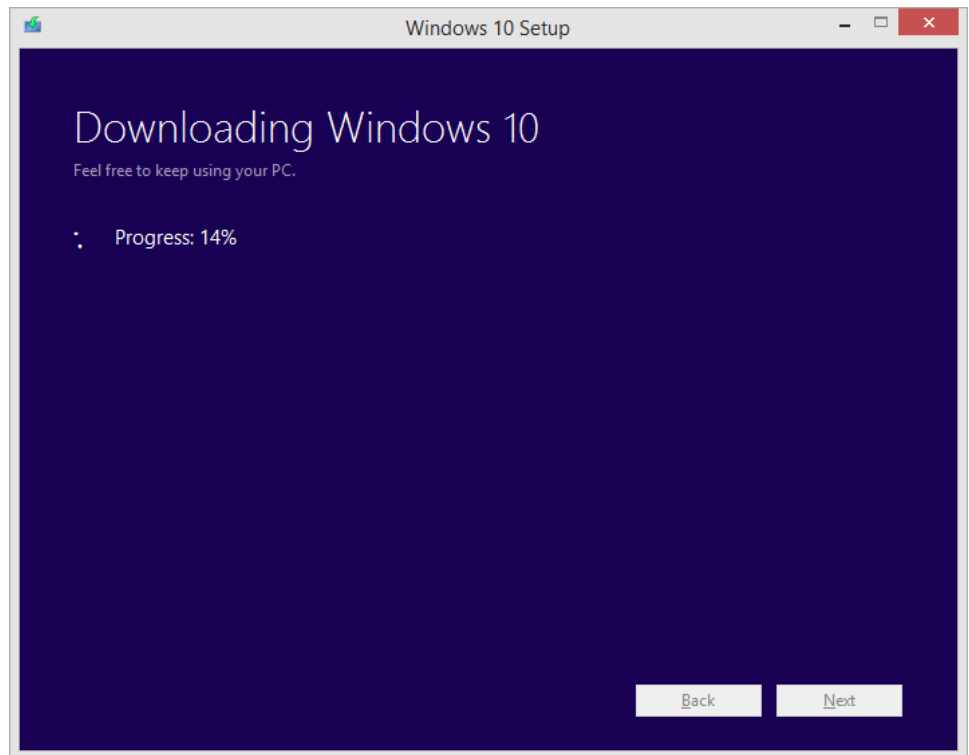 Windows 10 Setup
Downloading Windows 10
Feel free to keep using your PC.
Progress: 14%
Back Next